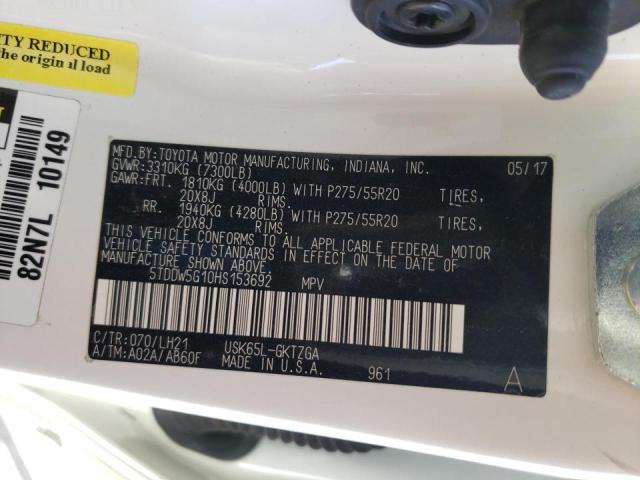 TY REDUCED
the original load
82N7L 10149
MFD.BY:TOYOTA MOTOR MANUFACTURING, INDIANA, INC. 05/17
GVWR:3310KG (7300LB)
GAWR:FRT. 1810KG (4000LB) WITH P275/55R20 TIRES,
20X8J RIMS.
RR. 1940KG (4280LB) WITH P275/55R20 TIRES,
20X8J RIMS.
THIS VEHICLE CONFORMS TO ALL APPLICABLE FEDERAL MOTOR
VEHICLE SAFETY STANDARDS IN EFFECT ON THE DATE OF
MANUFACTURE SHOWN ABOVE.
5TDDW5G10HS153692 MPV
C/TR:070/LH21 USK65L-GKTZGA
A/TM:A02A/AB60F MADE IN U.S.A. 961 A